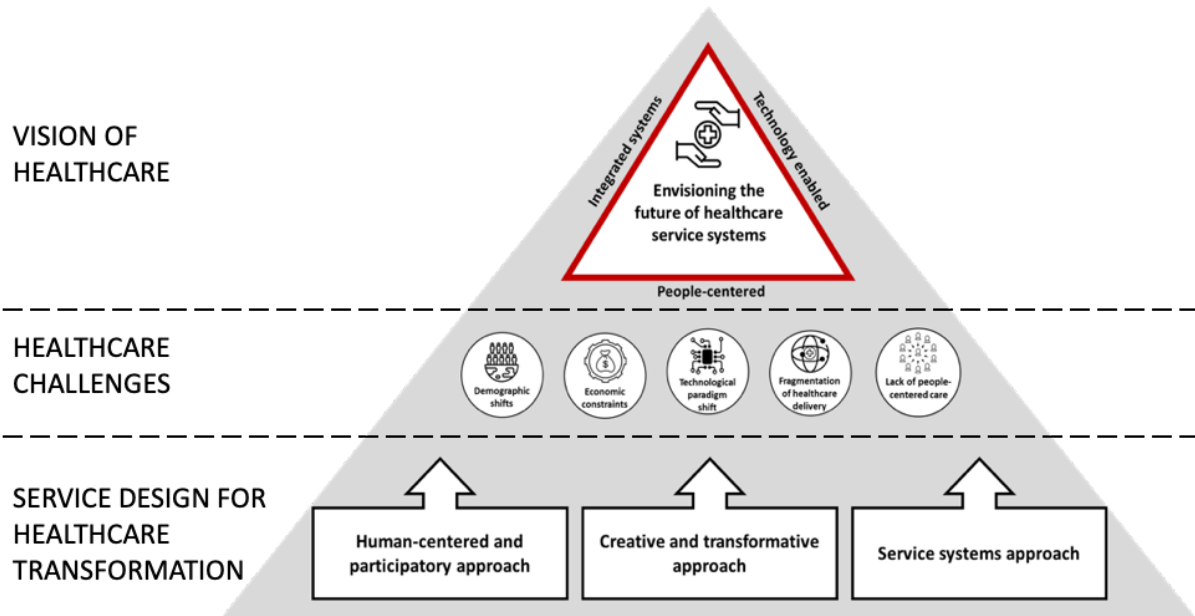 VISION OF
HEALTHCARE
Integrated systems
Technology enabled
Envisioning the
future of healthcare
service systems
People-centered
HEALTHCARE
CHALLENGES
Demographic
shifts
Economic
constraints
Technological
paradigm
shift
Fragmentation
of healthcare
delivery
Lack of people-
centered care
SERVICE DESIGN FOR
HEALTHCARE
TRANSFORMATION
Human-centered and
participatory approach
Creative and transformative
approach
Service systems approach